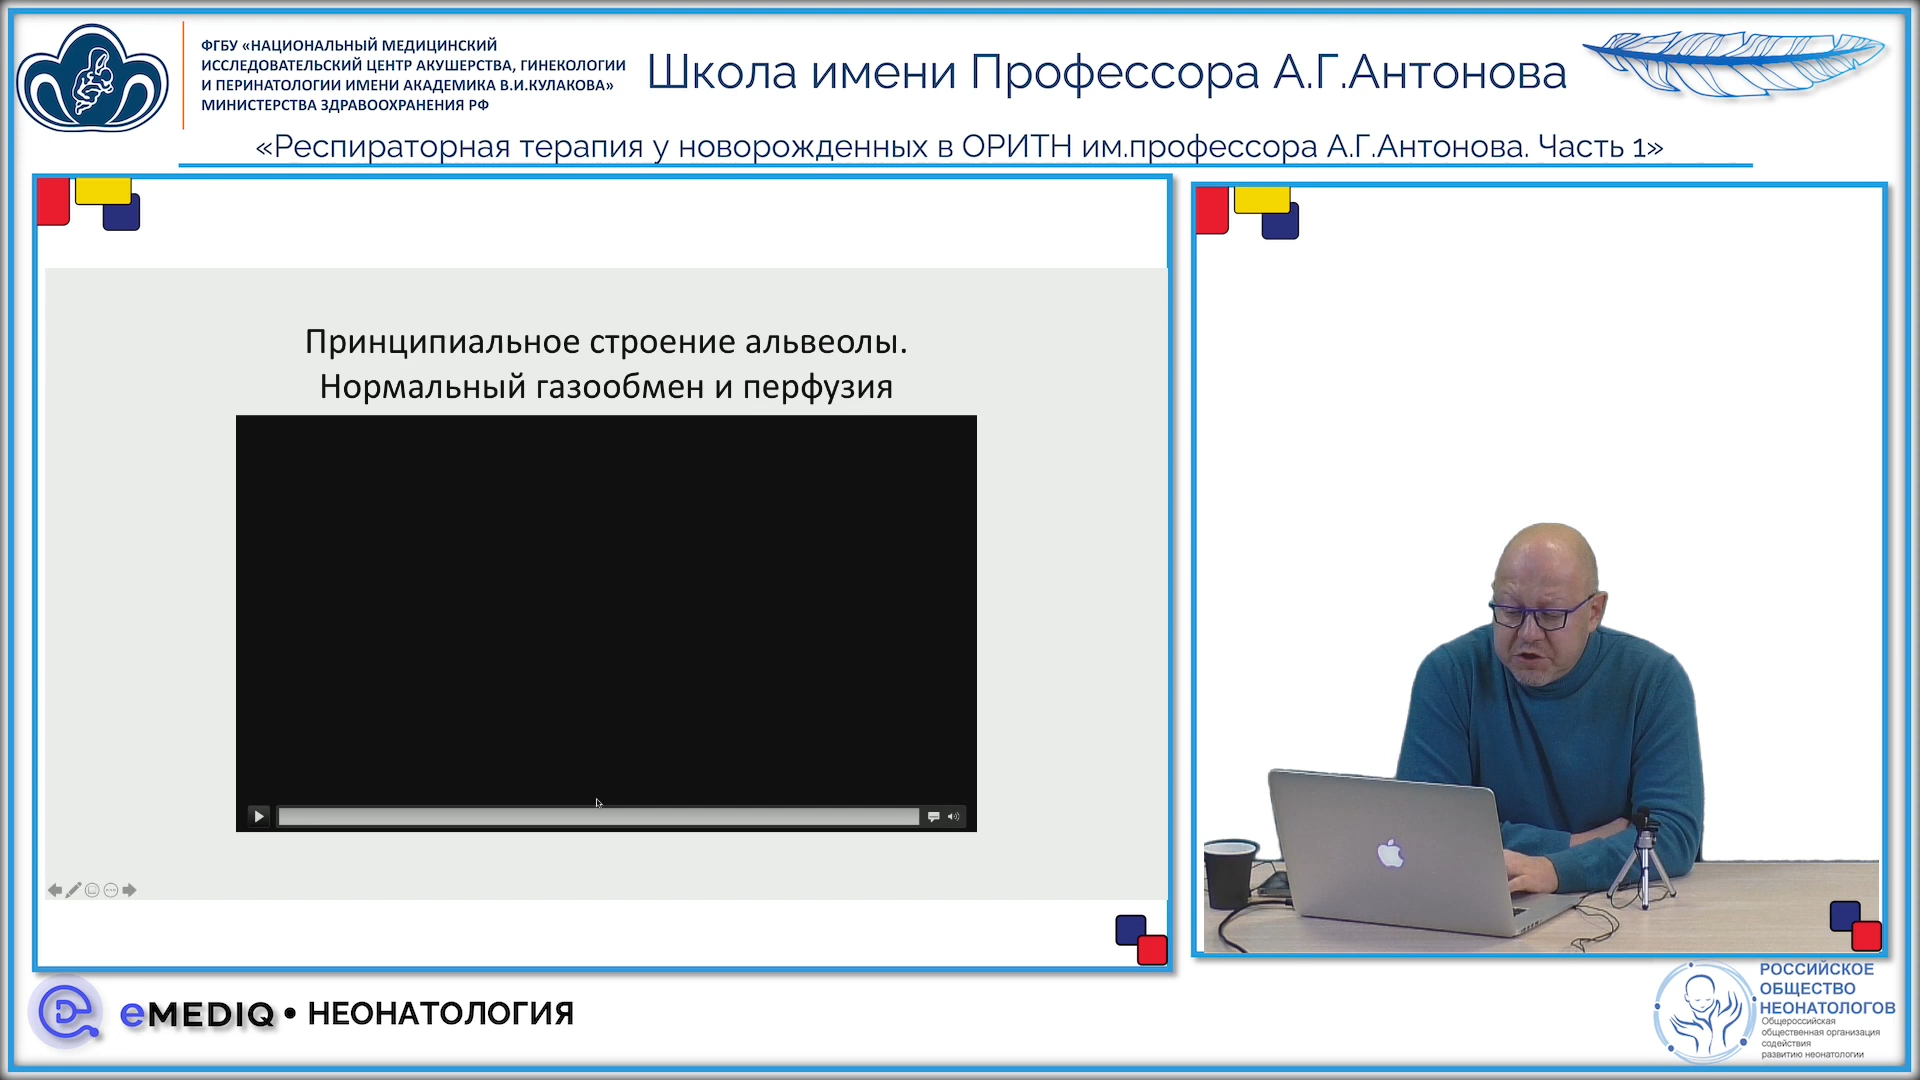 ФГБУ «НАЦИОНАЛЬНЫЙ МЕДИЦИНСКИЙ
ИССЛЕДОВАТЕЛЬСКИЙ ЦЕНТР АКУШЕРСТВА, ГИНЕКОЛОГИИ
И ПЕРИНАТОЛОГИИ ИМЕНИ АКАДЕМИКА В.И.КУЛАКОВА»
МИНИСТЕРСТВА ЗДРАВООХРАНЕНИЯ РФ
Школа имени Профессора А.Г.Антонова
«Респираторная терапия у новорожденных в ОРИТН им.профессора А.Г.Антонова. Часть 1»
Принципиальное строение альвеолы.
Нормальный газообмен и перфузия
eMEDIQ • НЕОНАТОЛОГИЯ
РОССИЙСКОЕ
ОБЩЕСТВО
НЕОНАТОЛОГОВ
Общероссийская
общественная организация
содействия
развитию неонатологии